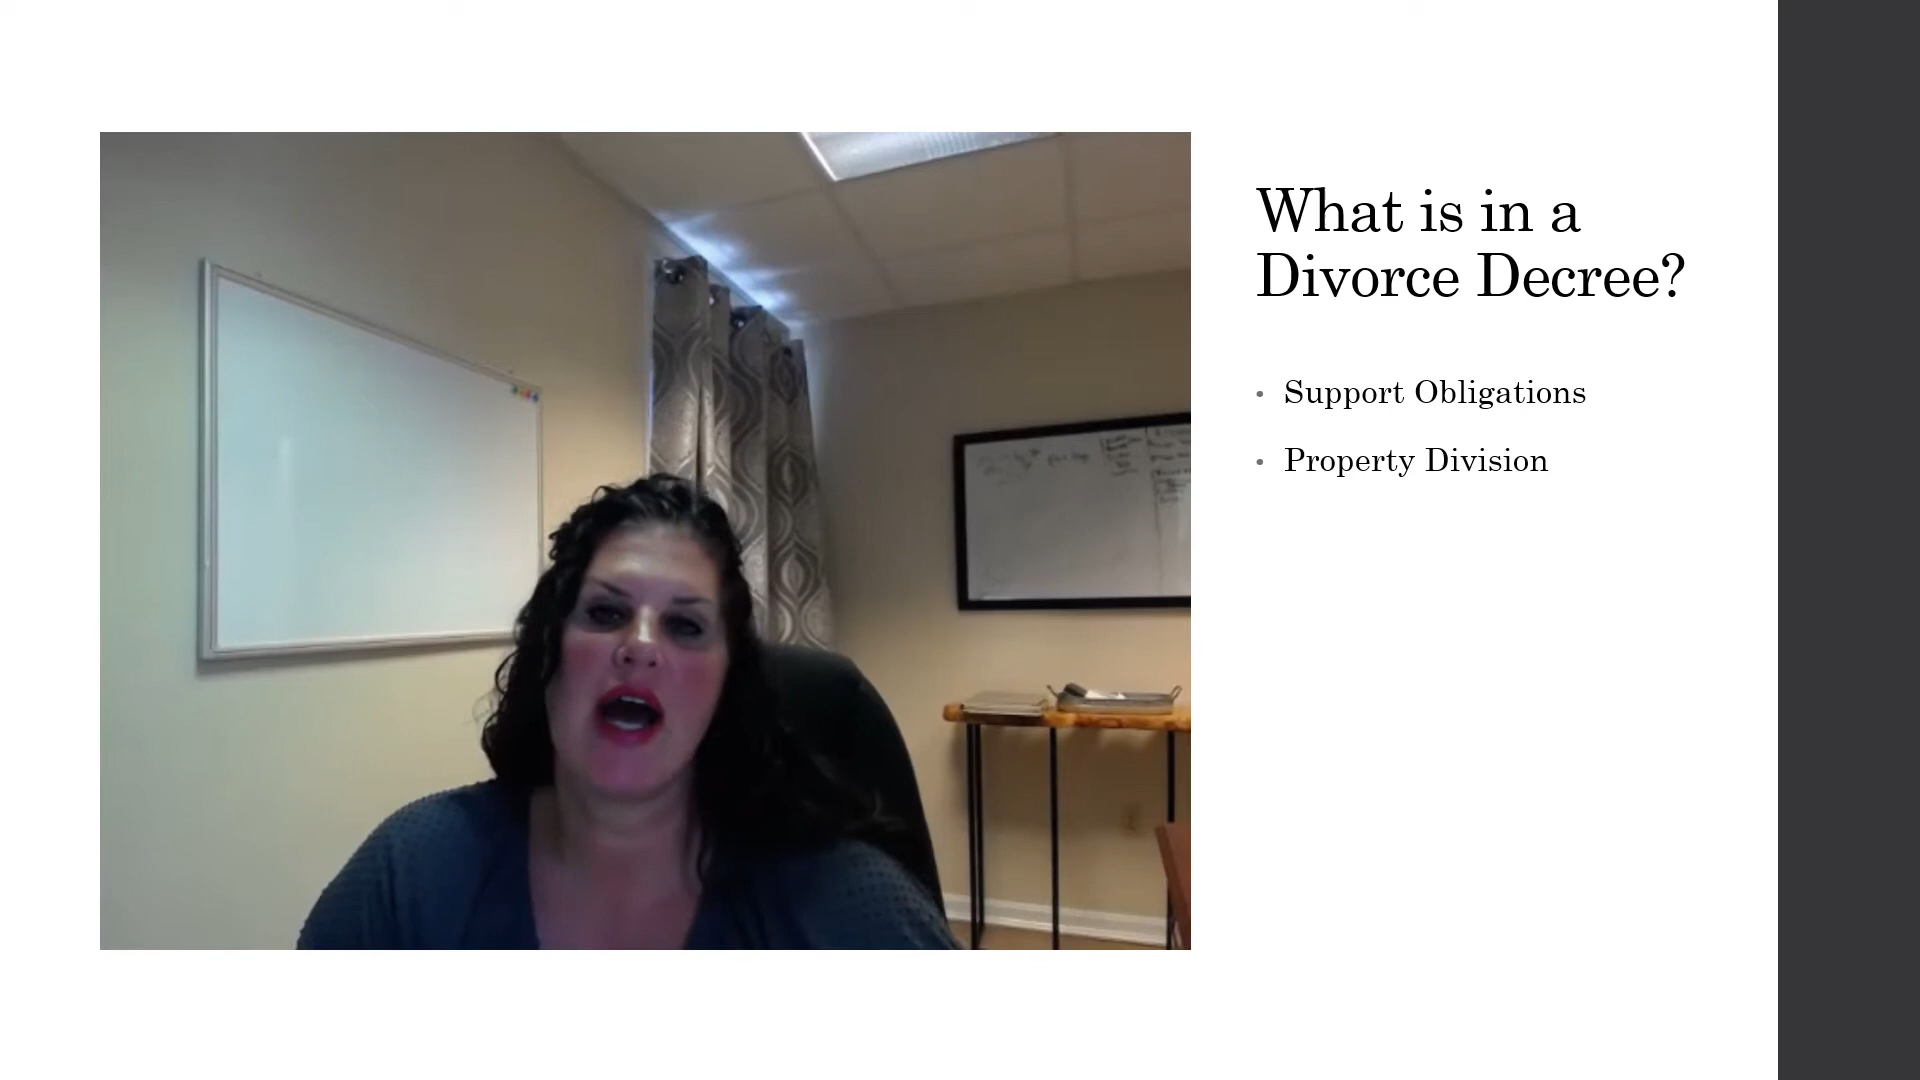 What is in a
Divorce Decree?
• Support Obligations
• Property Division